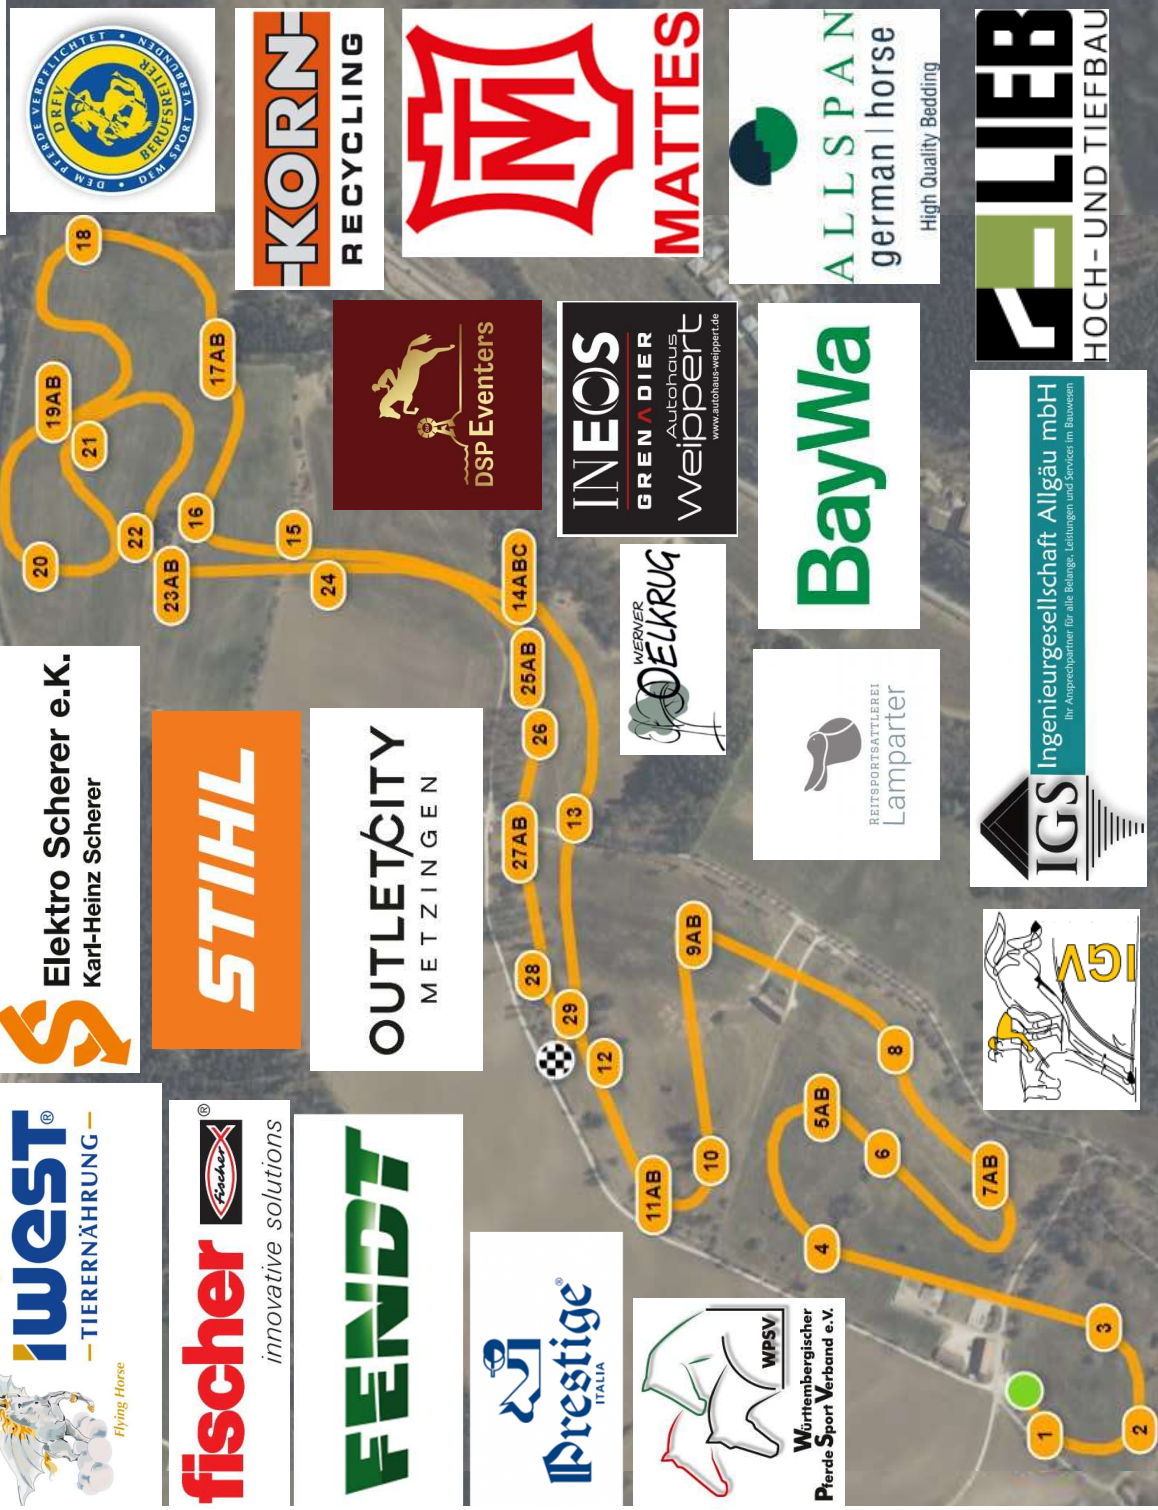 DEM PFERDE VERPFLICHTET • DEM SPORT VERBUNDEN •
DRFV
BERUFSREITER
KORN
RECYCLING
MATTES
ALLSPAN
german | horse
High Quality Bedding
LIEB
HOCH- UND TIEFBAU
DSP Eventers
INEOS
GRENADIER
Autohaus
Weippert
www.autohaus-weippert.de
BayWa
WERNER
OELKRUG
REITSPORTSATTLEREI
Lamparter
IGS
Ingenieurgesellschaft Allgäu mbH
Ihr Ansprechpartner für alle Belange, Leistungen und Services im Bauwesen
IGV
Elektro Scherer e.K.
Karl-Heinz Scherer
STIHL
OUTLETCITY
METZINGEN
iWEST®
— TIERERNÄHRUNG —
Flying Horse
fischer
fischer ®
innovative solutions
FENDT
Prestige®
ITALIA
WPSV
Württembergischer
Pferde Sport Verband e.V.
1
2
3
4
5AB
6
7AB
8
9AB
10
11AB
12
13
14ABC
15
16
17AB
18
19AB
20
21
22
23AB
24
25AB
26
27AB
28
29